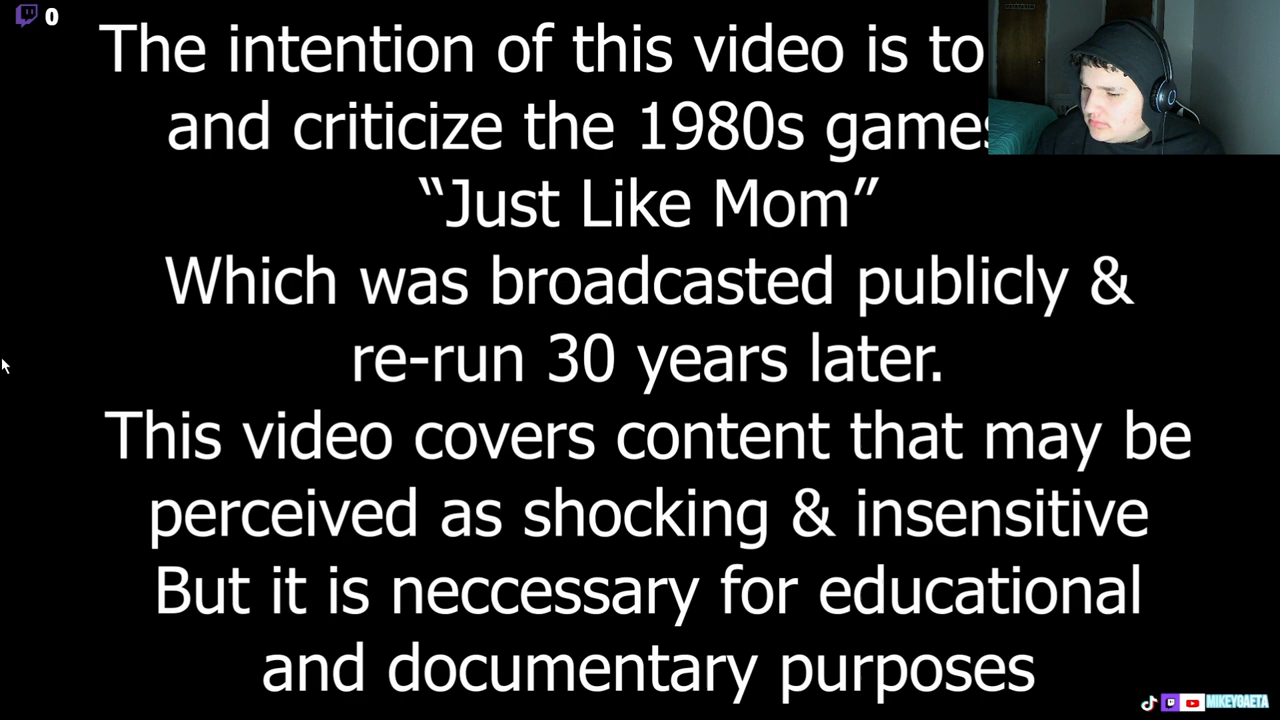 0
The intention of this video is to
and criticize the 1980s games
“Just Like Mom”
Which was broadcasted publicly &
re-run 30 years later.
This video covers content that may be
perceived as shocking & insensitive
But it is neccessary for educational
and documentary purposes
MIKEYGAETA